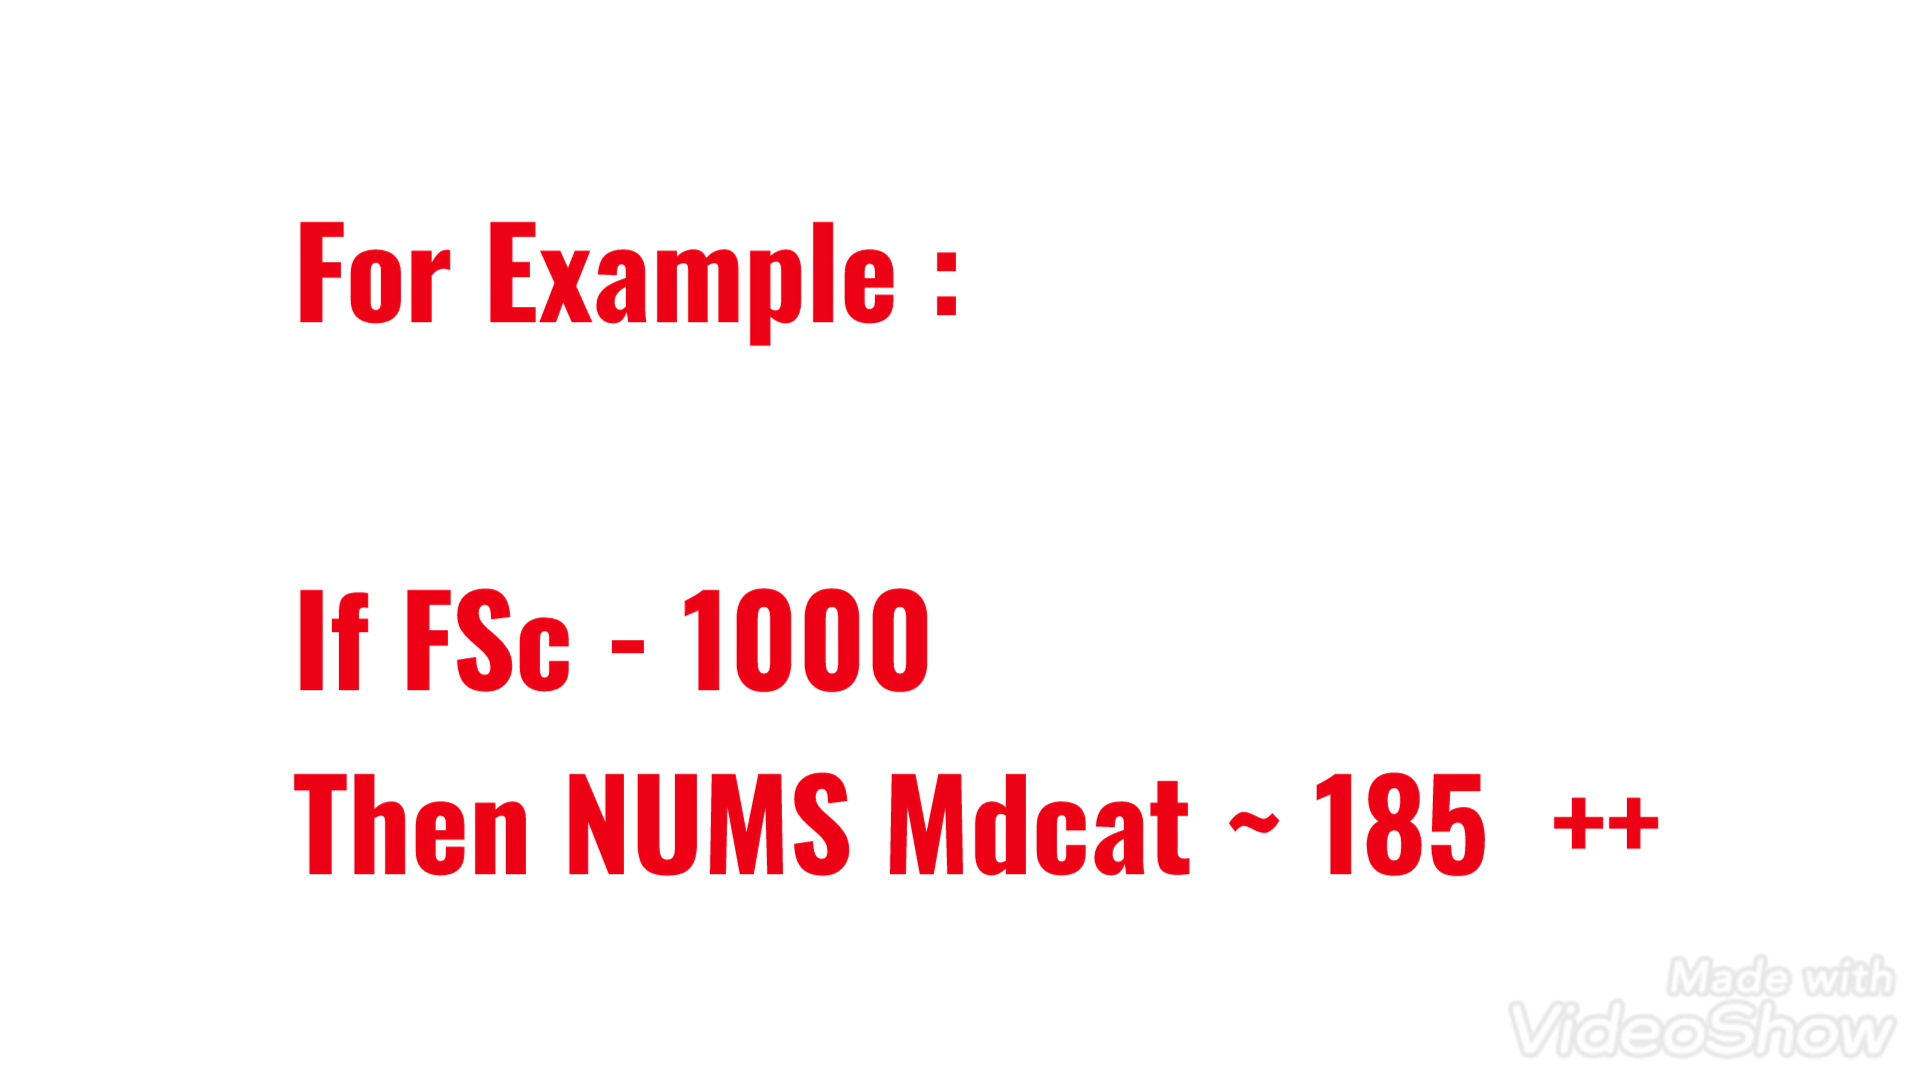 For Example :
If FSc - 1000
Then NUMS Mdcat ~ 185 ++
Made with
VideoShow